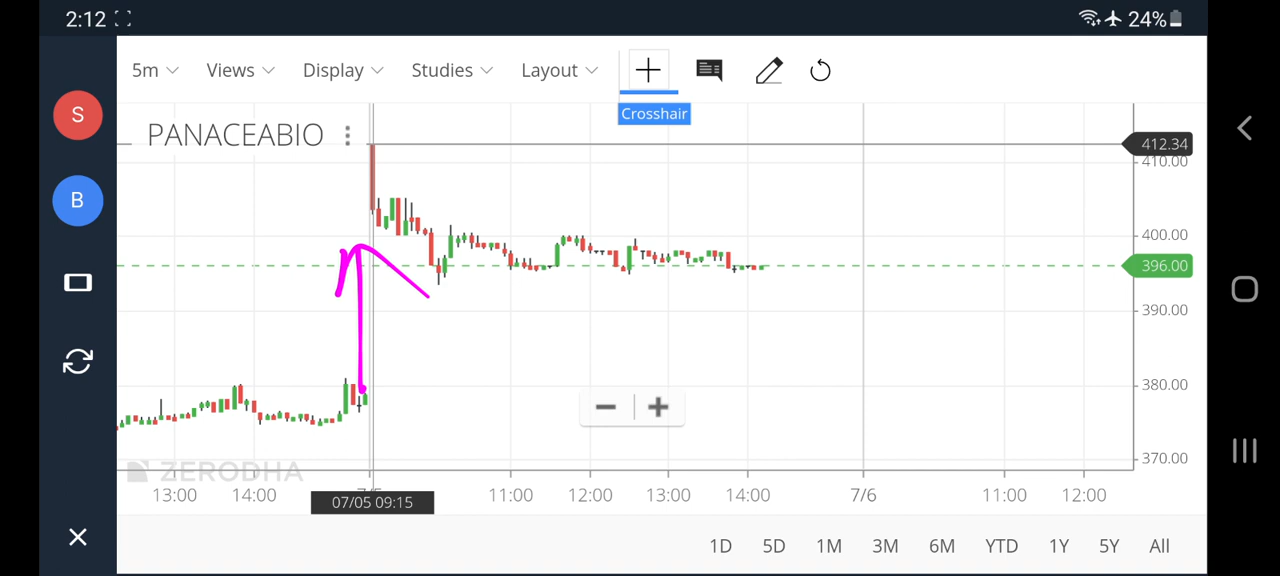 2:12 24%
5m Views Display Studies Layout
Crosshair
S PANACEABIO
412.34
410.00
B
400.00
396.00
390.00
380.00
370.00
ZERODHA
13:00 14:00 11:00 12:00 13:00 14:00 7/6 11:00 12:00
07/05 09:15
1D 5D 1M 3M 6M YTD 1Y 5Y All